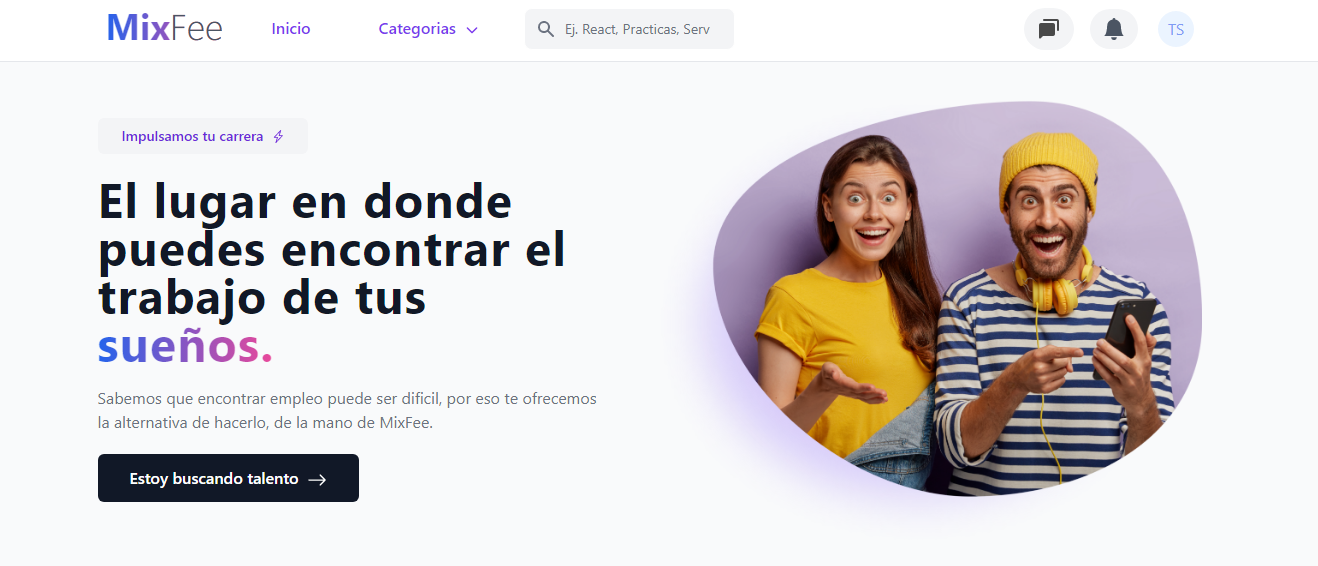 MixFee
Inicio
Categorias
Ej. React, Practicas, Serv
TS
Impulsamos tu carrera
El lugar en donde
puedes encontrar el
trabajo de tus
sueños.
Sabemos que encontrar empleo puede ser dificil, por eso te ofrecemos
la alternativa de hacerlo, de la mano de MixFee.
Estoy buscando talento